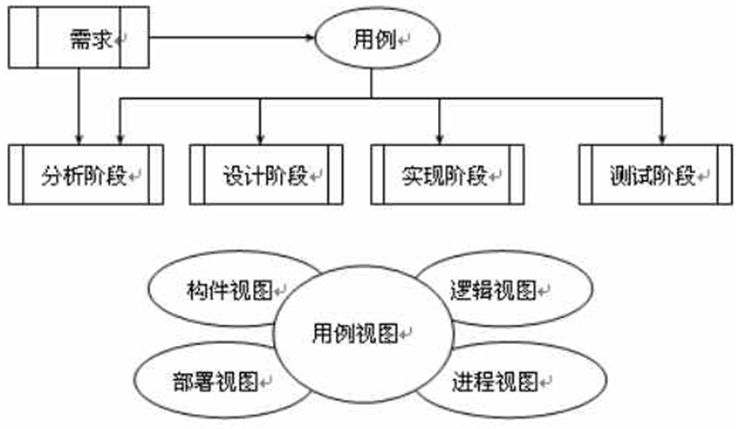 需求
用例
分析阶段
设计阶段
实现阶段
测试阶段
构件视图
逻辑视图
用例视图
部署视图
进程视图